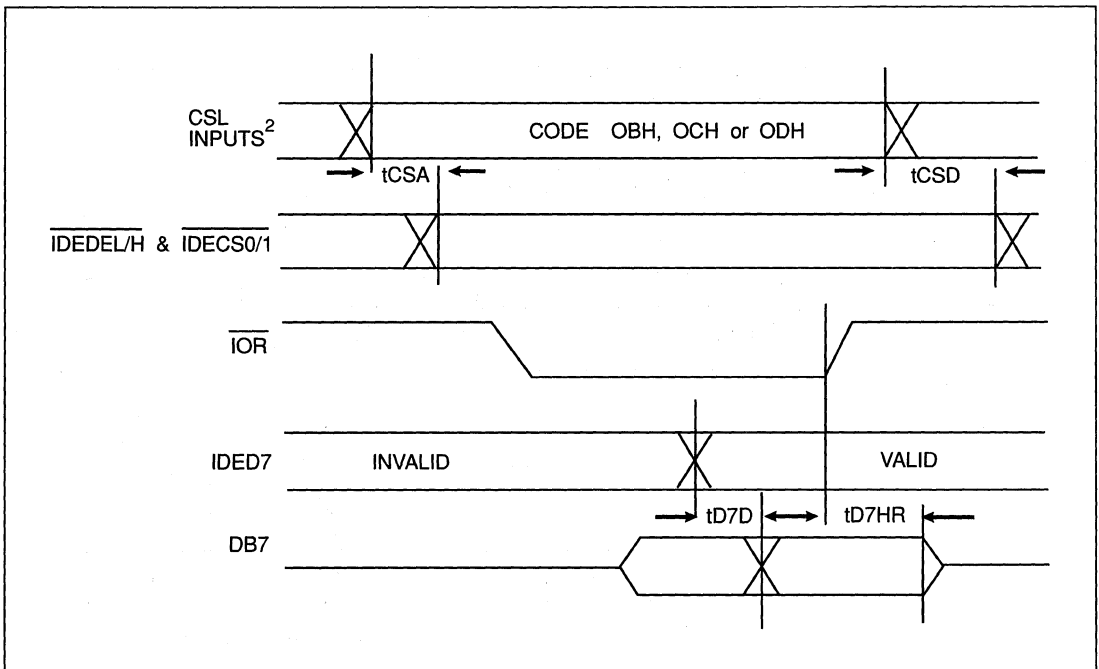 CSL
INPUTS²
CODE OBH, OCH or ODH
tCSA
tCSD
IDEDEL/H & IDECS0/1
IOR
IDED7
INVALID
VALID
tD7D
tD7HR
DB7